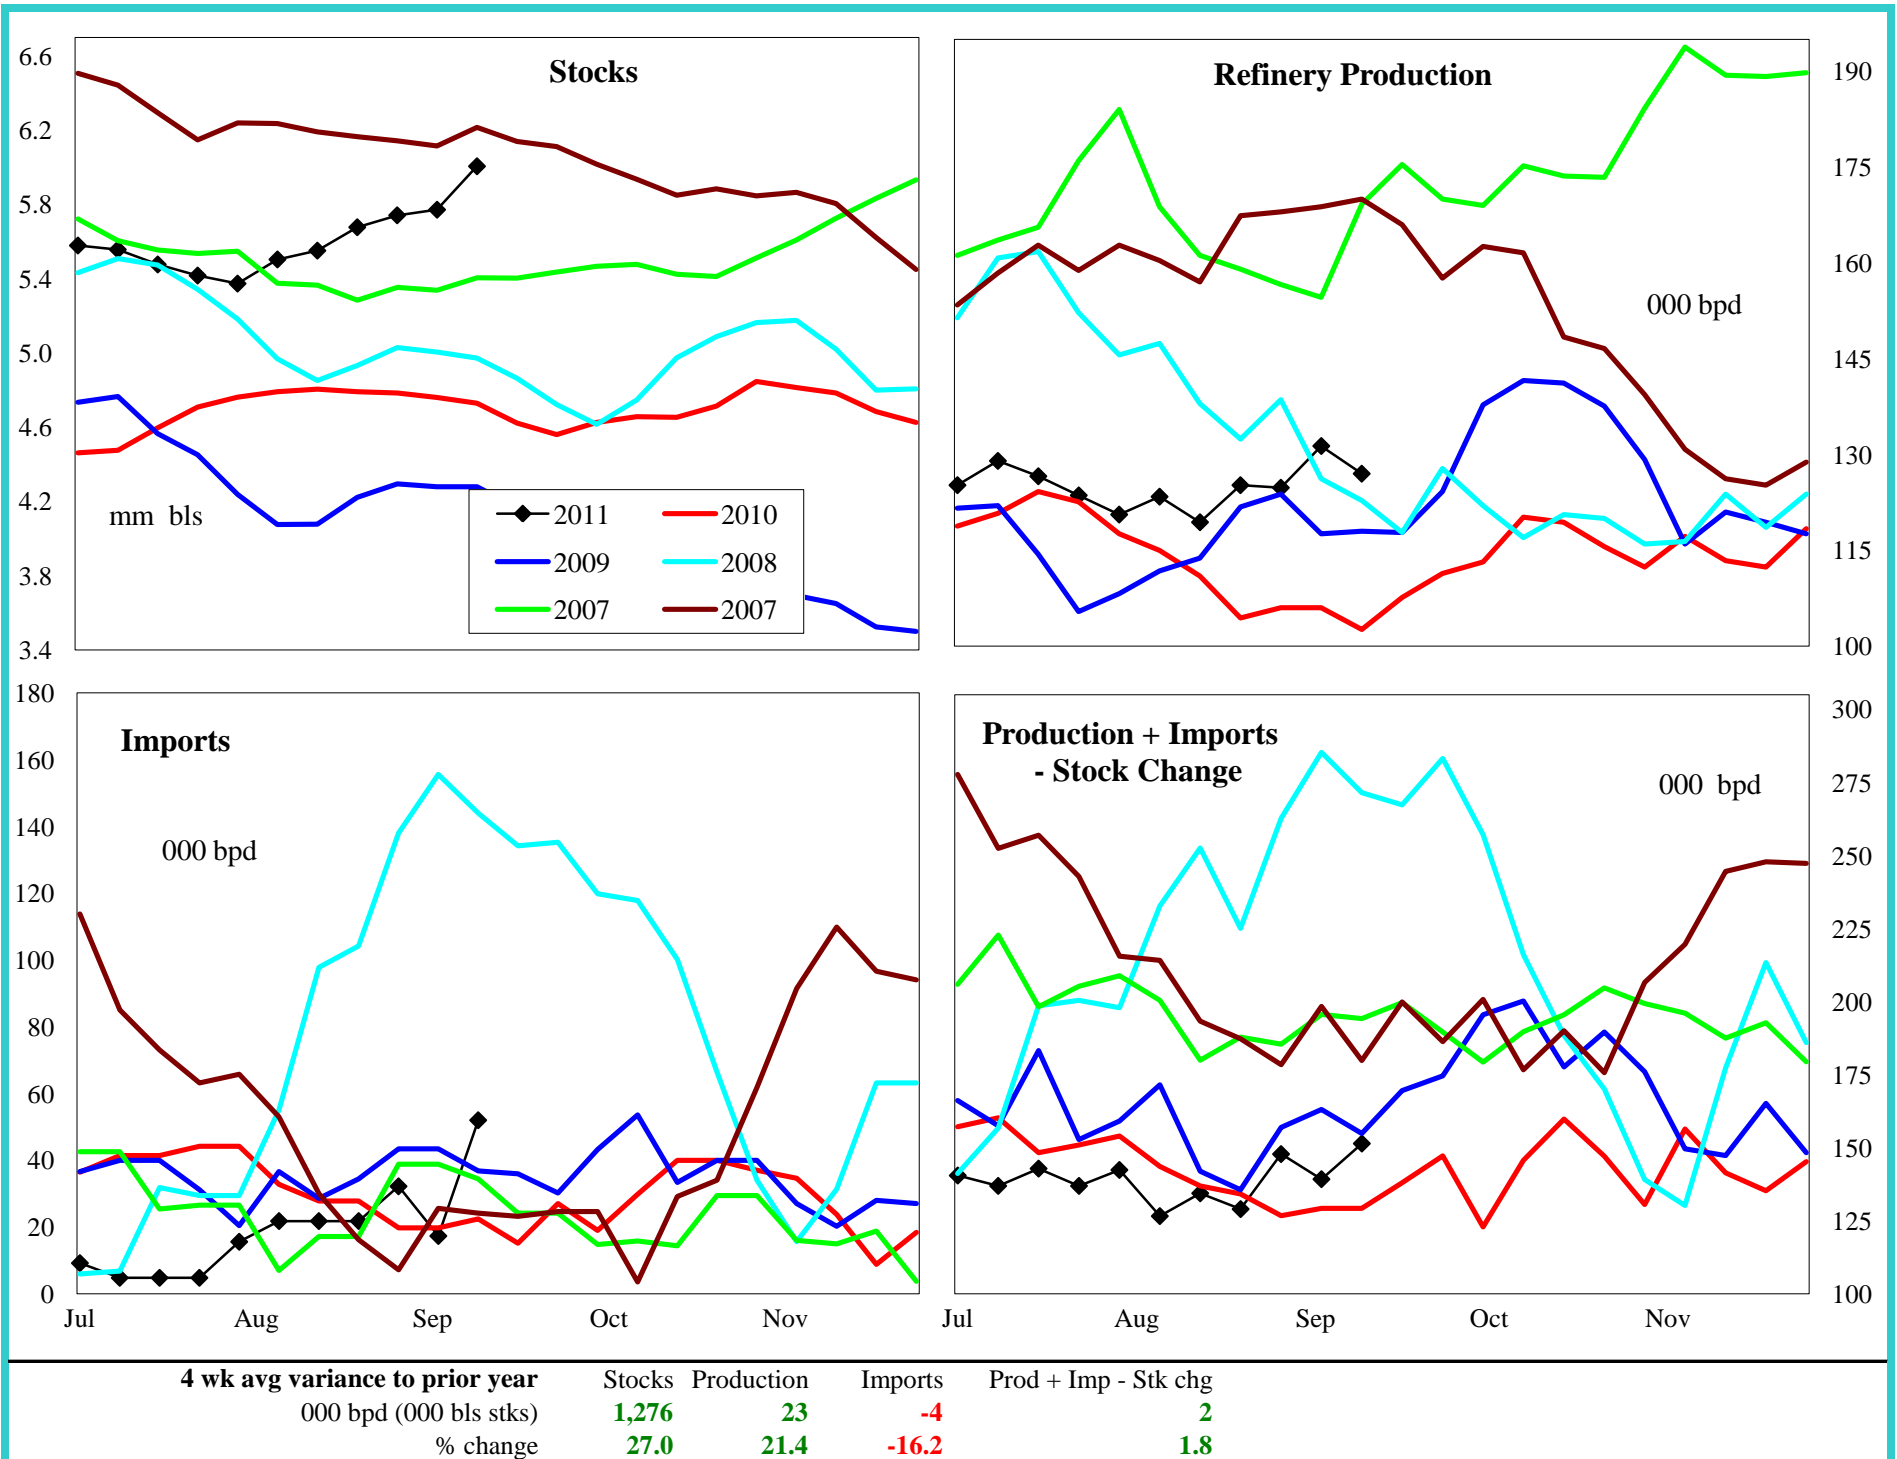 Stocks
6.6
6.2
5.8
5.4
5.0
4.6
4.2
3.8
3.4
mm bls
2011 2010
2009 2008
2007 2007
Refinery Production
000 bpd
190
175
160
145
130
115
100
Imports
000 bpd
180
160
140
120
100
80
60
40
20
0
Jul Aug Sep Oct Nov
Production + Imports
- Stock Change
000 bpd
300
275
250
225
200
175
150
125
100
Jul Aug Sep Oct Nov
4 wk avg variance to prior year Stocks Production Imports Prod + Imp - Stk chg
000 bpd (000 bls stks) 1,276 23 -4 2
% change 27.0 21.4 -16.2 1.8